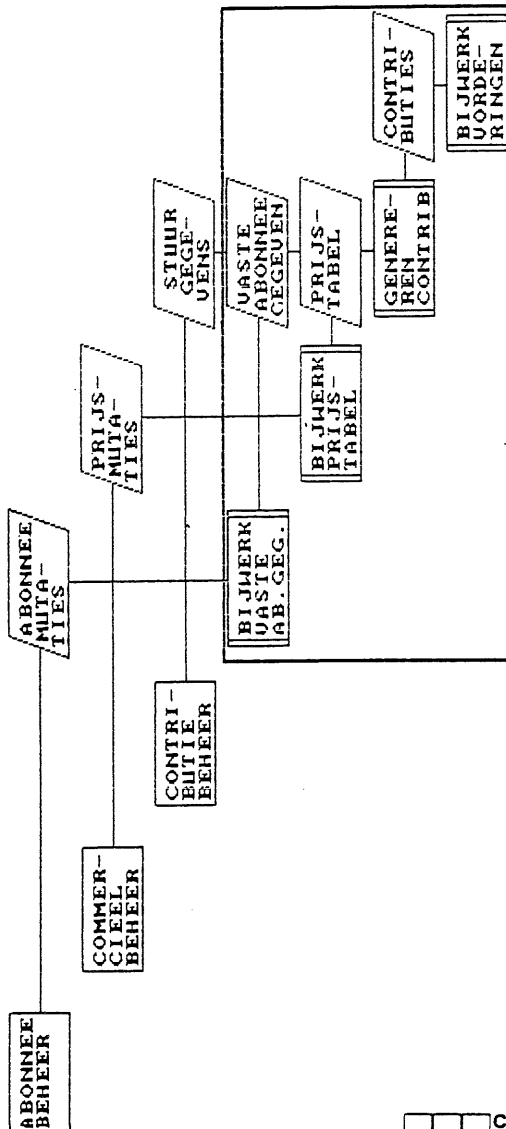 ABONNEE
BEHEER
COMMER-
CIEEL
BEHEER
CONTRI-
BUTIE
BEHEER
ABONNEE
MUTA-
TIES
PRIJS-
MUTA-
TIES
STUUR
GEGE-
VENS
BIJWERK
VASTE
AB.GEG.
VASTE
ABONNEE
GEGEVEN
BIJWERK
PRIJS-
TABEL
PRIJS-
TABEL
GENERE-
REN
CONTRIB
CONTRI-
BUTIES
BIJWERK
VORDE-
RINGEN
C